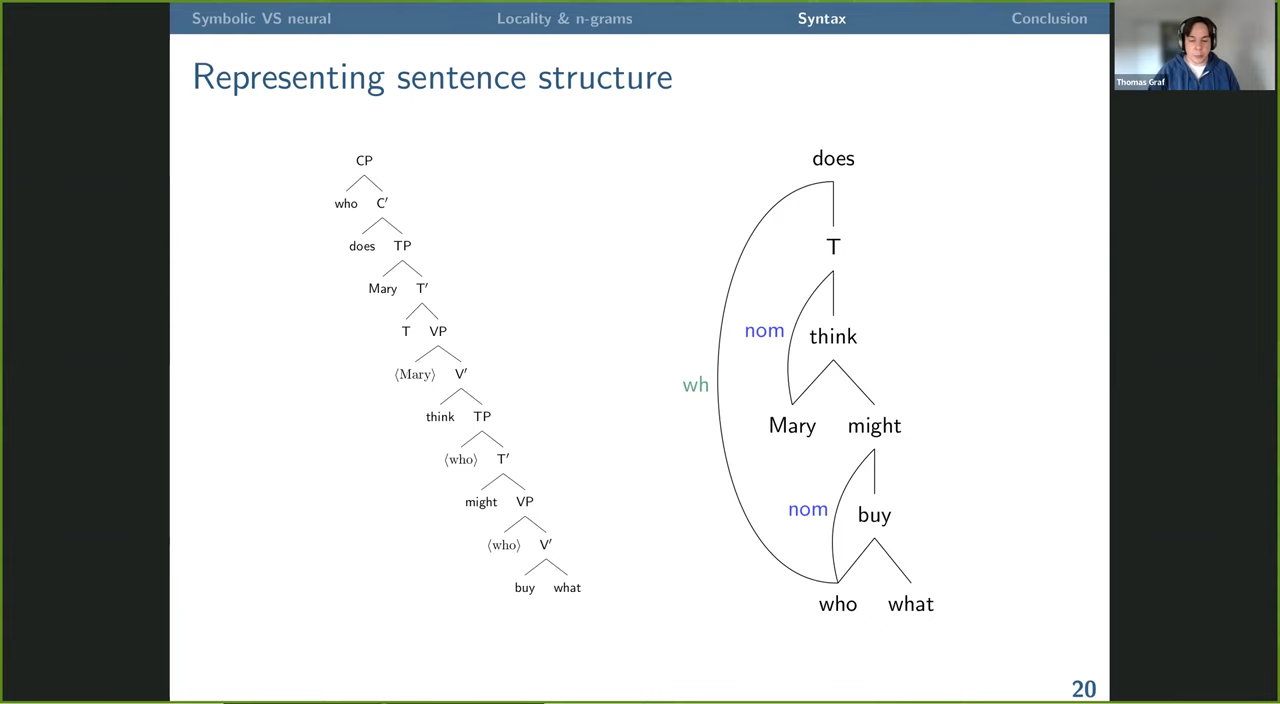 Symbolic VS neural Locality & n-grams Syntax Conclusion
Thomas Graf
Representing sentence structure
CP
who C′
does TP
Mary T′
T VP
⟨Mary⟩ V′
think TP
⟨who⟩ T′
might VP
⟨who⟩ V′
buy what
does
T
nom think
wh
Mary might
nom buy
who what
20